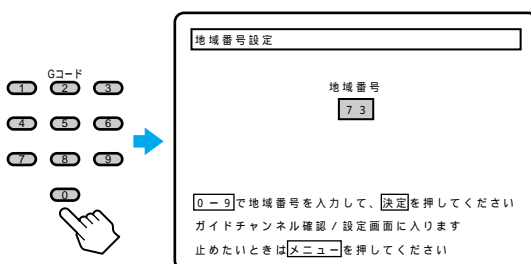 Gコード
1 2 3
4 5 6
7 8 9
0
地域番号設定
地域番号
73
0－9で地域番号を入力して、決定を押してください
ガイドチャンネル確認/設定画面に入ります
止めたいときはメニューを押してください